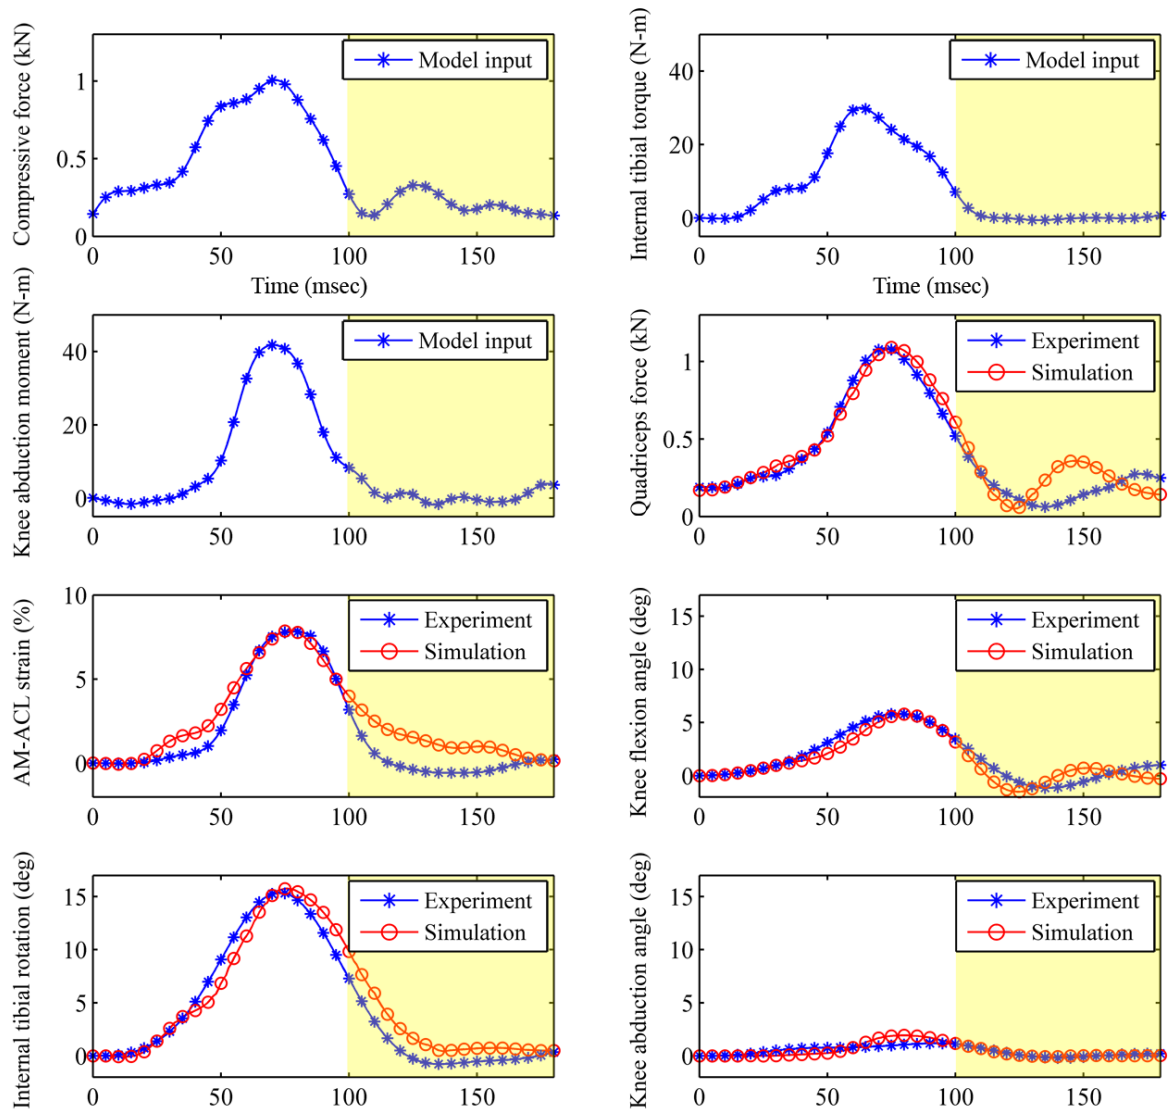 Compressive force (kN)
1
0.5
0
Model input
0 50 100 150
Time (msec)
Internal tibial torque (N-m)
40
20
0
Model input
0 50 100 150
Time (msec)
Knee abduction moment (N-m)
40
20
0
Model input
0 50 100 150
Quadriceps force (kN)
1
0.5
0
Experiment
Simulation
0 50 100 150
AM-ACL strain (%)
10
5
0
Experiment
Simulation
0 50 100 150
Knee flexion angle (deg)
15
10
5
0
Experiment
Simulation
0 50 100 150
Internal tibial rotation (deg)
15
10
5
0
Experiment
Simulation
0 50 100 150
Knee abduction angle (deg)
15
10
5
0
Experiment
Simulation
0 50 100 150